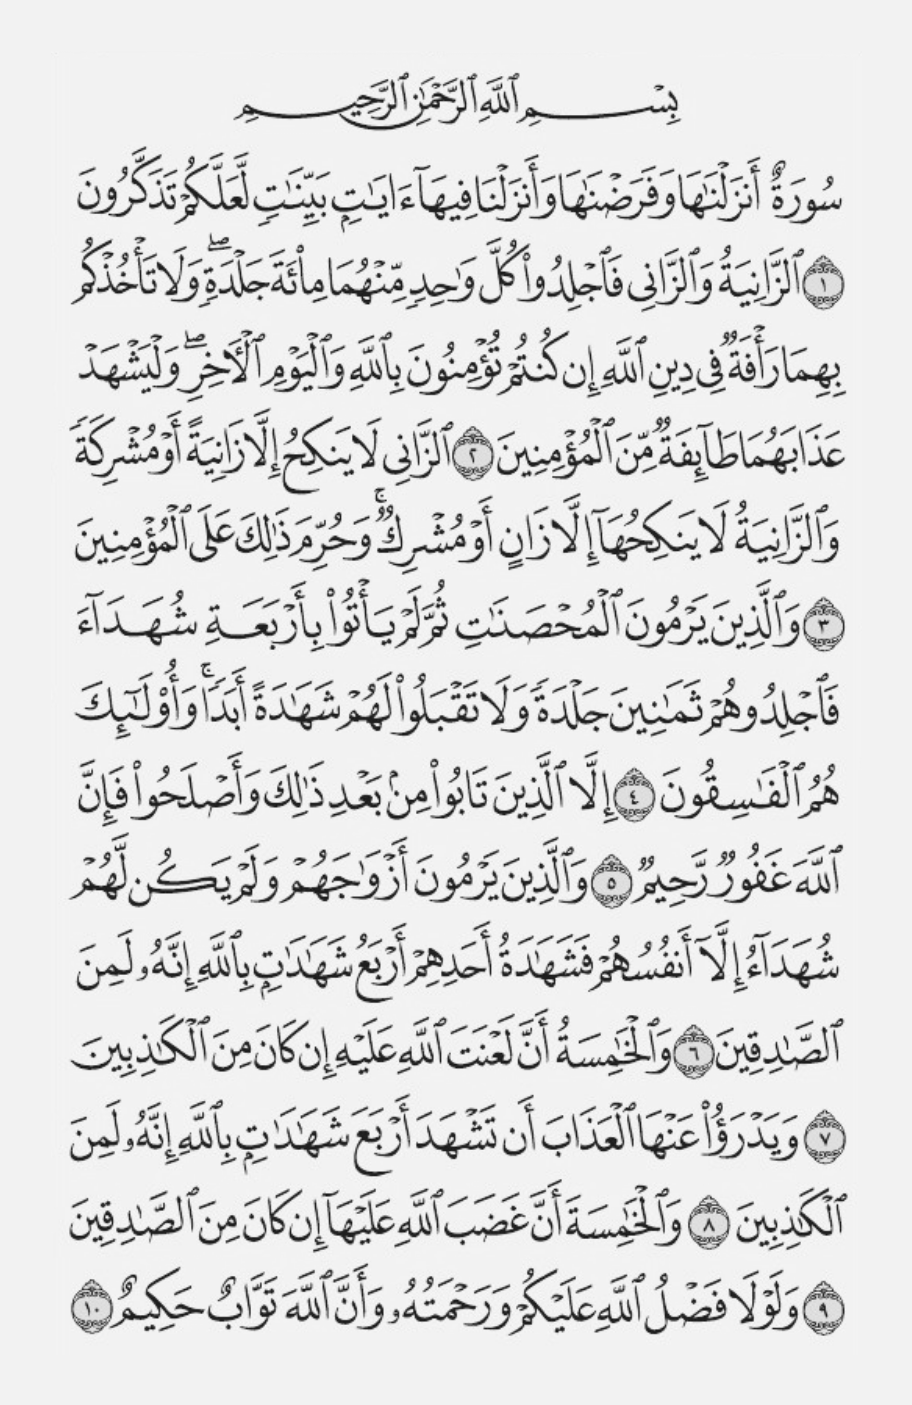 بِسْمِ ٱللَّهِ ٱلرَّحْمَٰنِ ٱلرَّحِيمِ
سُورَةٌ أَنزَلْنَٰهَا وَفَرَضْنَٰهَا وَأَنزَلْنَا فِيهَآ ءَايَٰتٍۭ بَيِّنَٰتٍ لَّعَلَّكُمْ تَذَكَّرُونَ
١ ٱلزَّانِيَةُ وَٱلزَّانِى فَٱجْلِدُوا۟ كُلَّ وَٰحِدٍ مِّنْهُمَا مِا۟ئَةَ جَلْدَةٍ ۖ وَلَا تَأْخُذْكُم
بِهِمَا رَأْفَةٌ فِى دِينِ ٱللَّهِ إِن كُنتُمْ تُؤْمِنُونَ بِٱللَّهِ وَٱلْيَوْمِ ٱلْأَخِرِ ۖ وَلْيَشْهَدْ
عَذَابَهُمَا طَآئِفَةٌ مِّنَ ٱلْمُؤْمِنِينَ ٢ ٱلزَّانِى لَا يَنكِحُ إِلَّا زَانِيَةً أَوْ مُشْرِكَةً
وَٱلزَّانِيَةُ لَا يَنكِحُهَآ إِلَّا زَانٍ أَوْ مُشْرِكٌ ۚ وَحُرِّمَ ذَٰلِكَ عَلَى ٱلْمُؤْمِنِينَ
٣ وَٱلَّذِينَ يَرْمُونَ ٱلْمُحْصَنَٰتِ ثُمَّ لَمْ يَأْتُوا۟ بِأَرْبَعَةِ شُهَدَآءَ
فَٱجْلِدُوهُمْ ثَمَٰنِينَ جَلْدَةً وَلَا تَقْبَلُوا۟ لَهُمْ شَهَٰدَةً أَبَدًا ۚ وَأُو۟لَٰٓئِكَ
هُمُ ٱلْفَٰسِقُونَ ٤ إِلَّا ٱلَّذِينَ تَابُوا۟ مِنۢ بَعْدِ ذَٰلِكَ وَأَصْلَحُوا۟ فَإِنَّ
ٱللَّهَ غَفُورٌ رَّحِيمٌ ٥ وَٱلَّذِينَ يَرْمُونَ أَزْوَٰجَهُمْ وَلَمْ يَكُن لَّهُمْ
شُهَدَآءُ إِلَّآ أَنفُسُهُمْ فَشَهَٰدَةُ أَحَدِهِمْ أَرْبَعُ شَهَٰدَٰتٍۭ بِٱللَّهِ إِنَّهُۥ لَمِنَ
ٱلصَّٰدِقِينَ ٦ وَٱلْخَٰمِسَةُ أَنَّ لَعْنَتَ ٱللَّهِ عَلَيْهِ إِن كَانَ مِنَ ٱلْكَٰذِبِينَ
٧ وَيَدْرَؤُا۟ عَنْهَا ٱلْعَذَابَ أَن تَشْهَدَ أَرْبَعَ شَهَٰدَٰتٍۭ بِٱللَّهِ إِنَّهُۥ لَمِنَ
ٱلْكَٰذِبِينَ ٨ وَٱلْخَٰمِسَةَ أَنَّ غَضَبَ ٱللَّهِ عَلَيْهَآ إِن كَانَ مِنَ ٱلصَّٰدِقِينَ
٩ وَلَوْلَا فَضْلُ ٱللَّهِ عَلَيْكُمْ وَرَحْمَتُهُۥ وَأَنَّ ٱللَّهَ تَوَّابٌ حَكِيمٌ ١٠